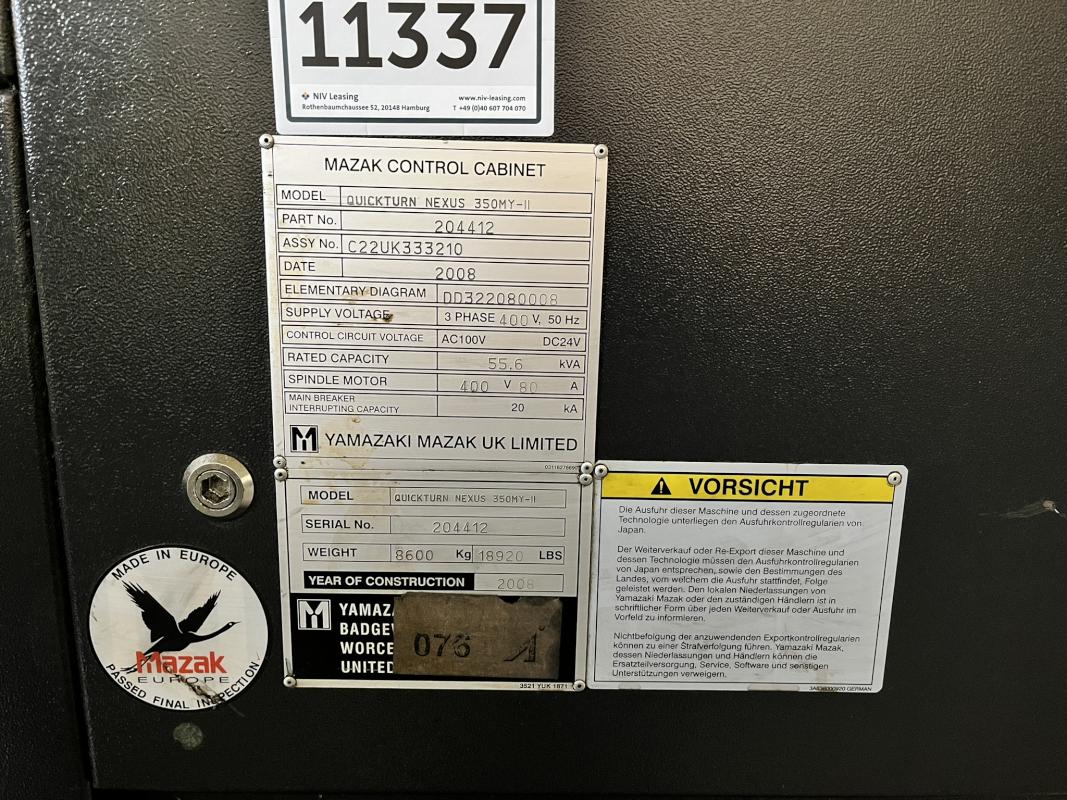 11337
NIV Leasing
www.niv-leasing.com
Rothenbaumchaussee 52, 20148 Hamburg
T +49 (0)40 607 704 070
MAZAK CONTROL CABINET
MODEL QUICKTURN NEXUS 350MY-II
PART No. 204412
ASSY No. C22UK333210
DATE 2008
ELEMENTARY DIAGRAM DD322080008
SUPPLY VOLTAGE 3 PHASE 400 V, 50 Hz
CONTROL CIRCUIT VOLTAGE AC100V DC24V
RATED CAPACITY 55.6 kVA
SPINDLE MOTOR 400 V 80 A
MAIN BREAKER
INTERRUPTING CAPACITY 20 kA
YAMAZAKI MAZAK UK LIMITED
MODEL QUICKTURN NEXUS 350MY-II
SERIAL No. 204412
WEIGHT 8600 Kg 18920 LBS
YEAR OF CONSTRUCTION 2008
YAMAZ
BADGE
WORCE
UNITED
076 A
3521 YUK 1871
MADE IN EUROPE
Mazak
EUROPE
PASSED FINAL INSPECTION
VORSICHT
Die Ausfuhr dieser Maschine und dessen zugeordnete
Technologie unterliegen den Ausfuhrkontrollregularien von
Japan.
Der Weiterverkauf oder Re-Export dieser Maschine und
dessen Technologie müssen den Ausfuhrkontrollregularien
von Japan entsprechen, sowie den Bestimmungen des
Landes, vom welchem die Ausfuhr stattfindet, Folge
geleistet werden. Den lokalen Niederlassungen von
Yamazaki Mazak oder den zuständigen Händlern ist in
schriftlicher Form über jeden Weiterverkauf oder Ausfuhr im
Vorfeld zu informieren.
Nichtbefolgung der anzuwendenden Exportkontrollregularien
können zu einer Strafverfolgung führen. Yamazaki Mazak,
dessen Niederlassungen und Händlern können die
Ersatzteilversorgung, Service, Software und senstigen
Unterstützungen verweigern.